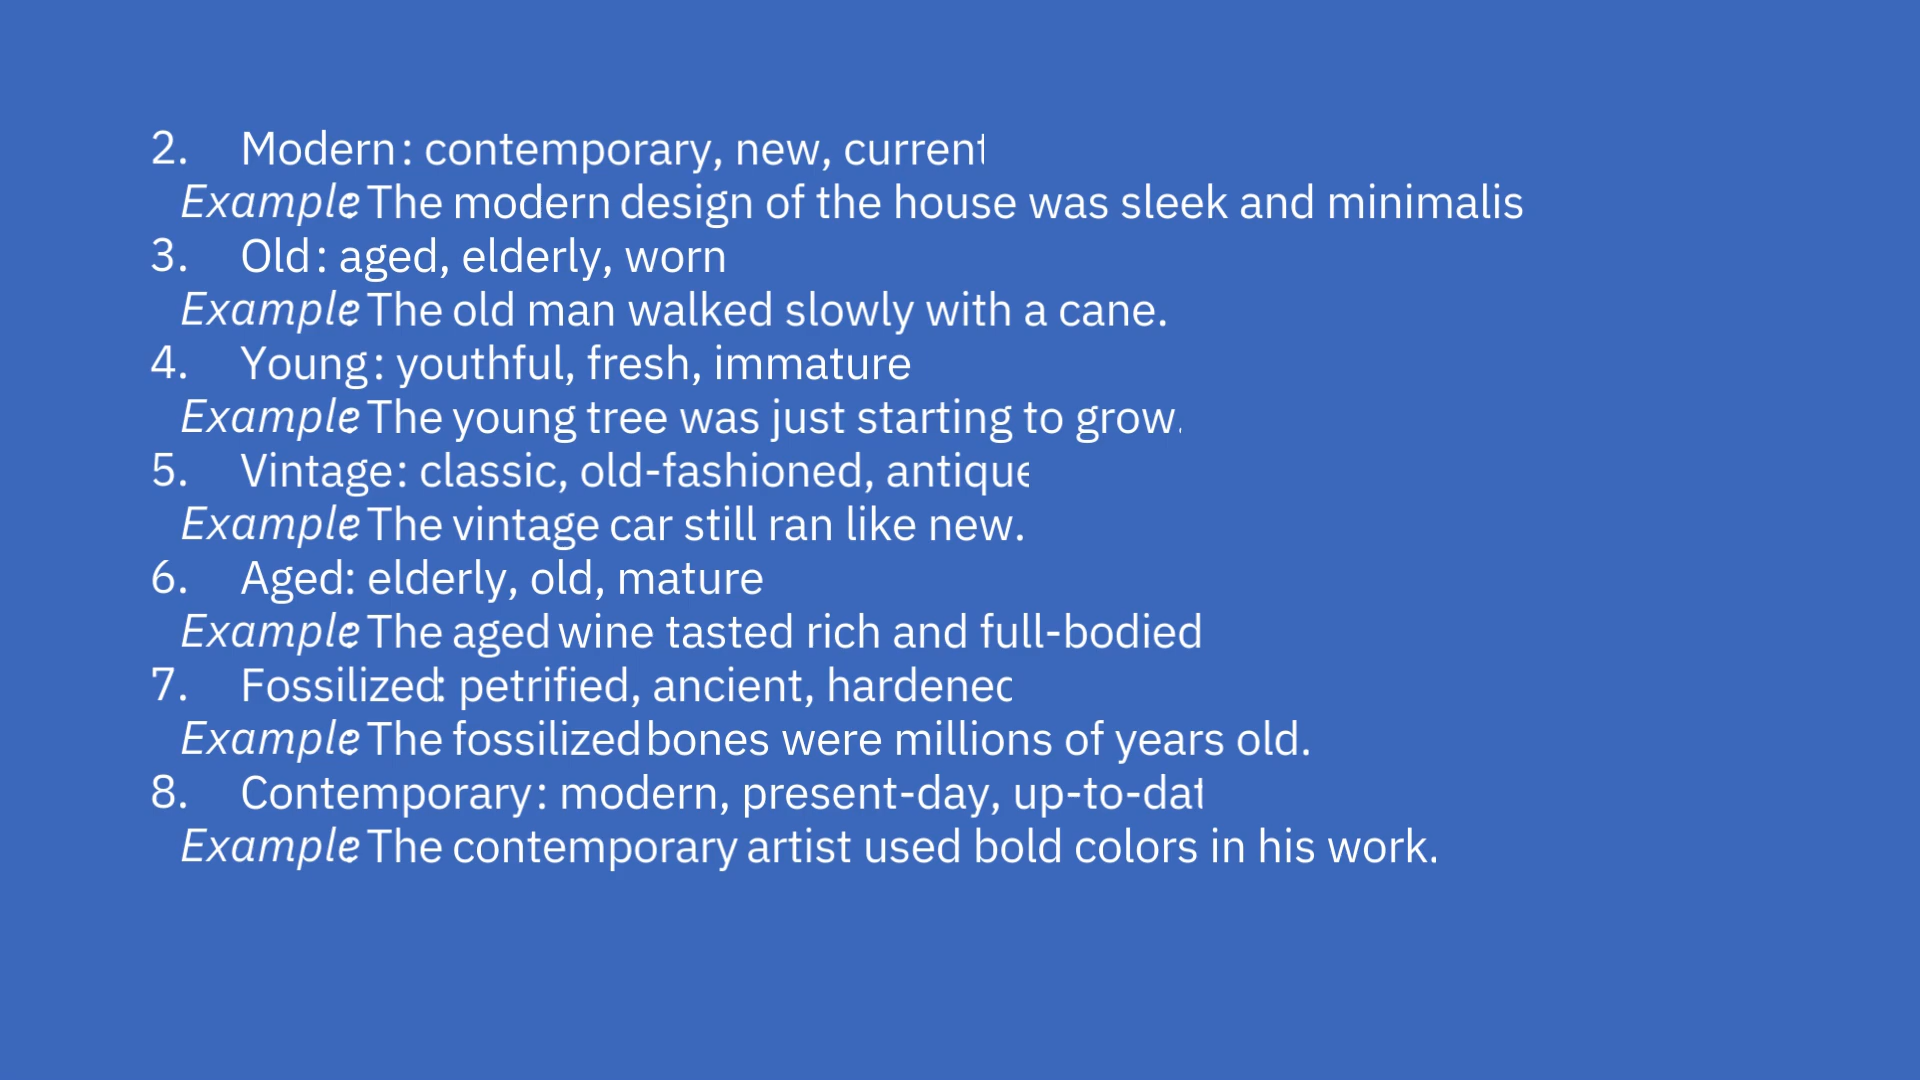 2. Modern: contemporary, new, current
Example: The modern design of the house was sleek and minimalis
3. Old: aged, elderly, worn
Example: The old man walked slowly with a cane.
4. Young: youthful, fresh, immature
Example: The young tree was just starting to grow.
5. Vintage: classic, old-fashioned, antique
Example: The vintage car still ran like new.
6. Aged: elderly, old, mature
Example: The aged wine tasted rich and full-bodied
7. Fossilized: petrified, ancient, hardened
Example: The fossilized bones were millions of years old.
8. Contemporary: modern, present-day, up-to-dat
Example: The contemporary artist used bold colors in his work.